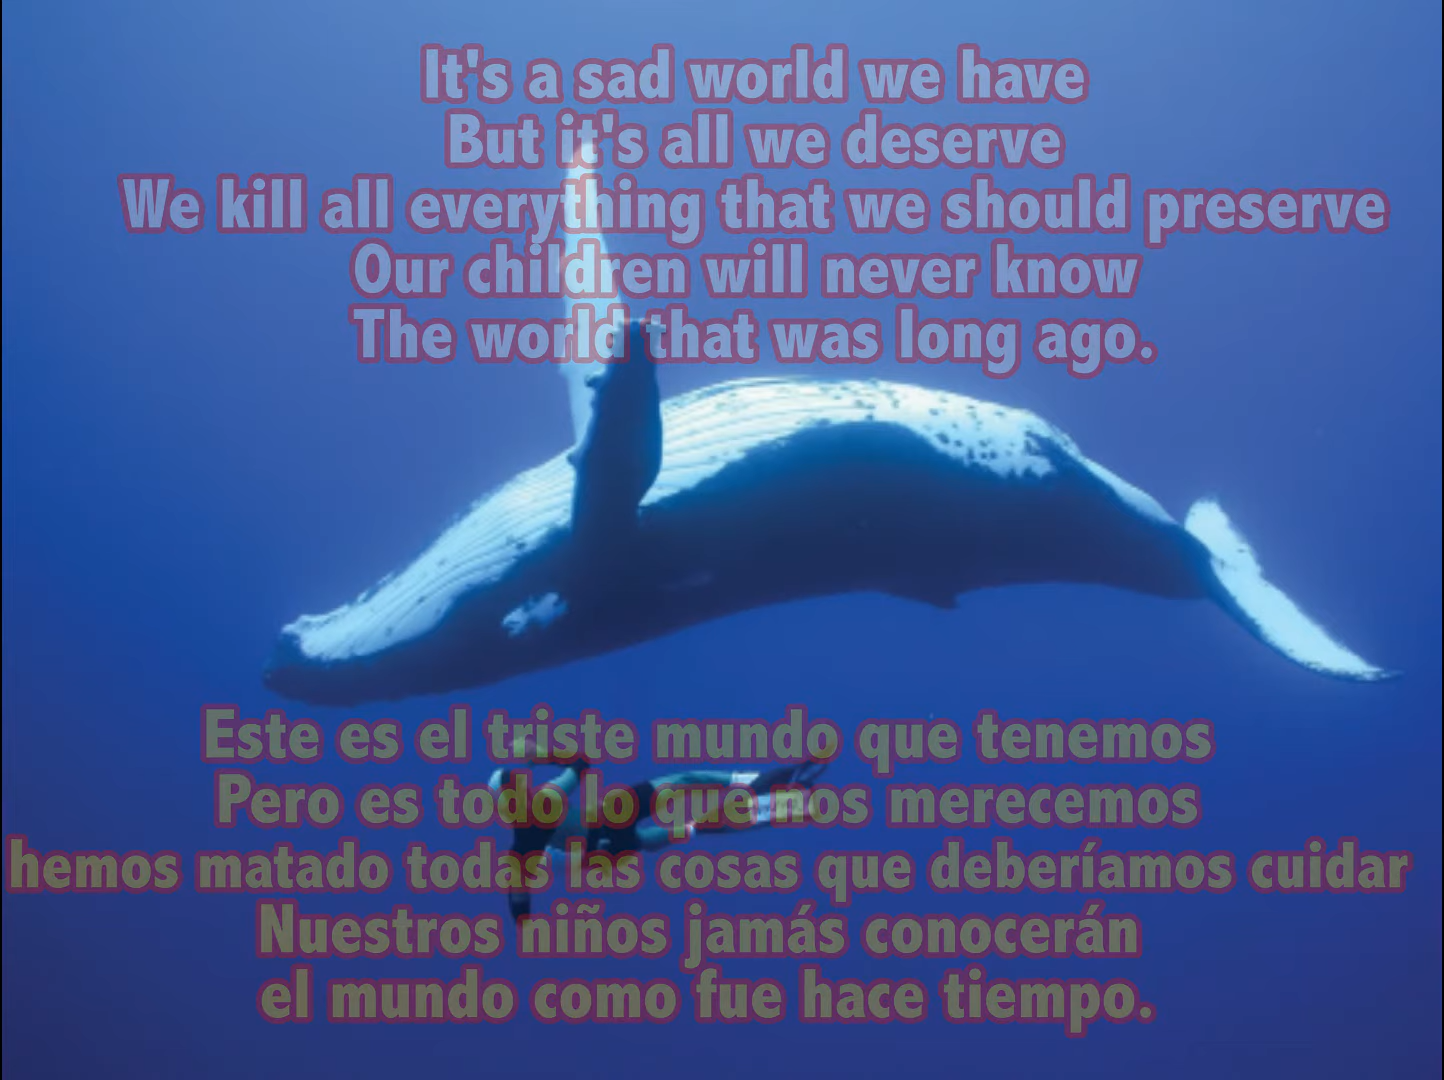 It's a sad world we have
But it's all we deserve
We kill all everything that we should preserve
Our children will never know
The world that was long ago.
Este es el triste mundo que tenemos
Pero es todo lo que nos merecemos
hemos matado todas las cosas que deberíamos cuidar
Nuestros niños jamás conocerán
el mundo como fue hace tiempo.